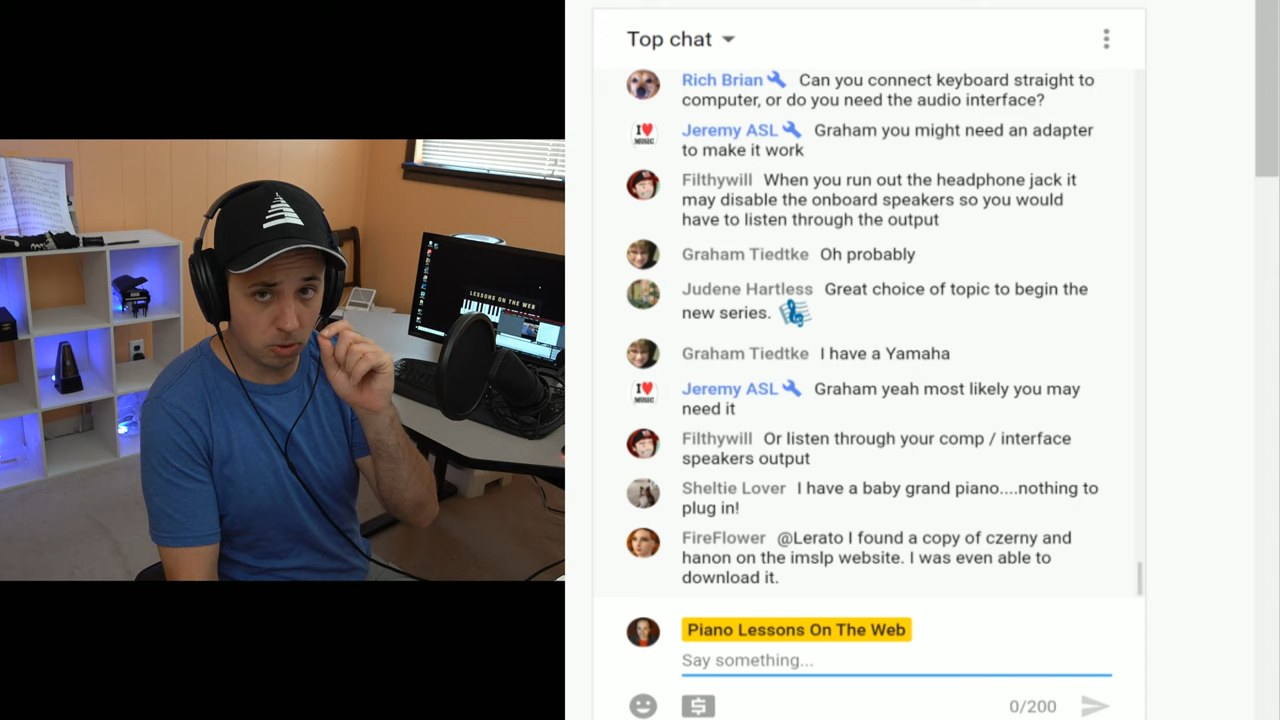 Top chat
Rich Brian Can you connect keyboard straight to
computer, or do you need the audio interface?
Jeremy ASL Graham you might need an adapter
to make it work
Filthywill When you run out the headphone jack it
may disable the onboard speakers so you would
have to listen through the output
Graham Tiedtke Oh probably
Judene Hartless Great choice of topic to begin the
new series.
Graham Tiedtke I have a Yamaha
Jeremy ASL Graham yeah most likely you may
need it
Filthywill Or listen through your comp / interface
speakers output
Sheltie Lover I have a baby grand piano....nothing to
plug in!
FireFlower @Lerato I found a copy of czerny and
hanon on the imslp website. I was even able to
download it.
Piano Lessons On The Web
Say something...
0/200
LESSONS ON THE WEB
I
MUSIC
I
MUSIC